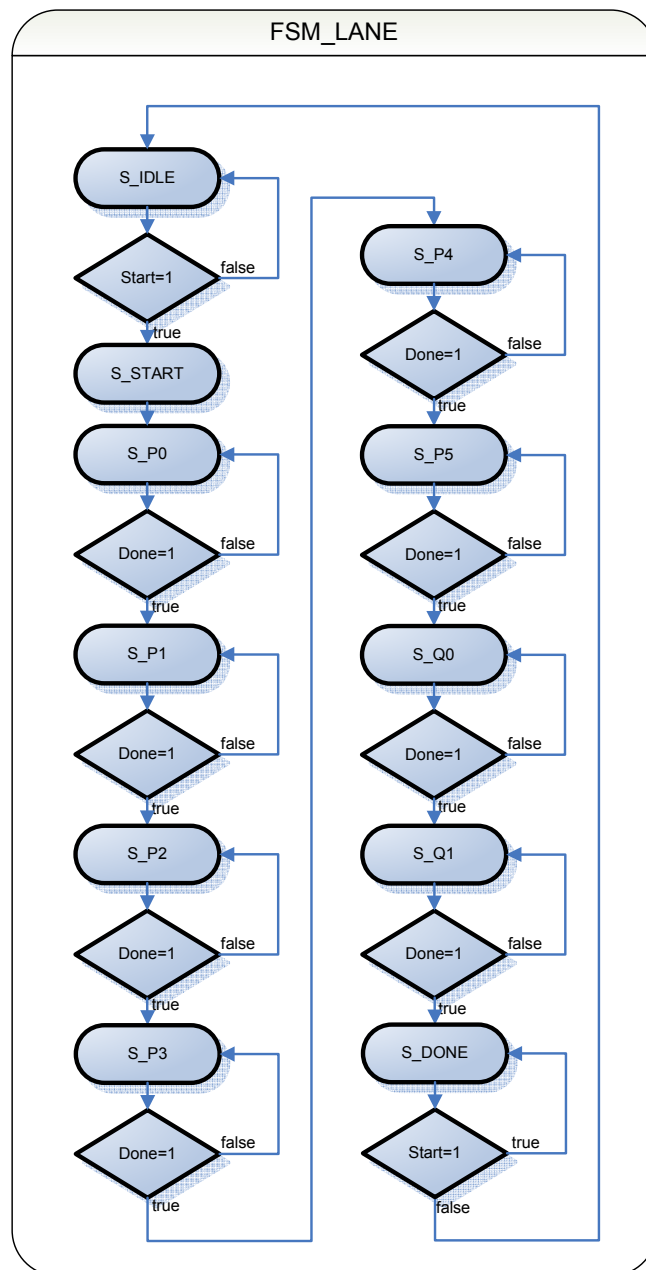 FSM_LANE
S_IDLE
Start=1
false
true
S_START
S_P0
Done=1
false
true
S_P1
Done=1
false
true
S_P2
Done=1
false
true
S_P3
Done=1
false
true
S_P4
Done=1
false
true
S_P5
Done=1
false
true
S_Q0
Done=1
false
true
S_Q1
Done=1
false
true
S_DONE
Start=1
true
false